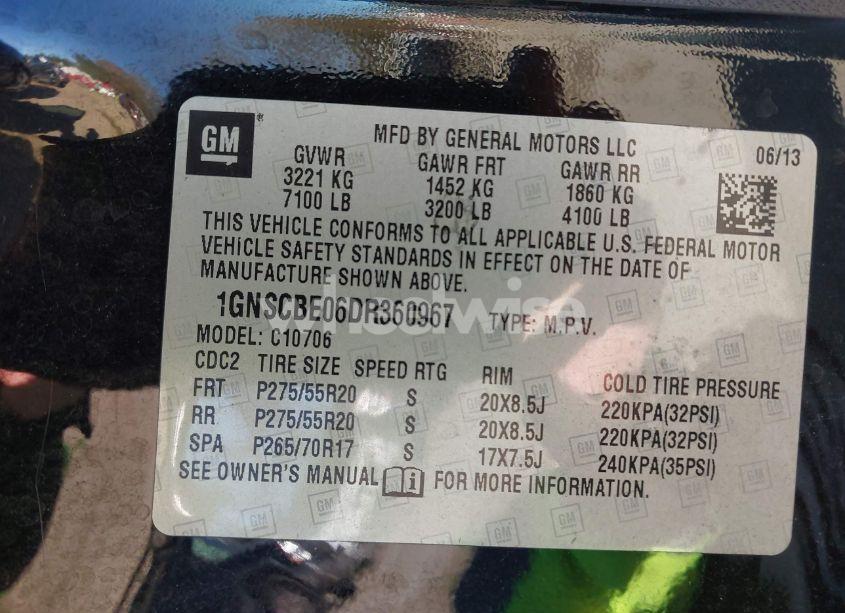 GM
MFD BY GENERAL MOTORS LLC
06/13
GVWR GAWR FRT GAWR RR
3221 KG 1452 KG 1860 KG
7100 LB 3200 LB 4100 LB
THIS VEHICLE CONFORMS TO ALL APPLICABLE U.S. FEDERAL MOTOR
VEHICLE SAFETY STANDARDS IN EFFECT ON THE DATE OF
MANUFACTURE SHOWN ABOVE.
1GNSCBE06DR360967 TYPE: M.P.V.
MODEL: C10706
CDC2 TIRE SIZE SPEED RTG RIM COLD TIRE PRESSURE
FRT P275/55R20 S 20X8.5J 220KPA(32PSI)
RR P275/55R20 S 20X8.5J 220KPA(32PSI)
SPA P265/70R17 S 17X7.5J 240KPA(35PSI)
SEE OWNER'S MANUAL FOR MORE INFORMATION.